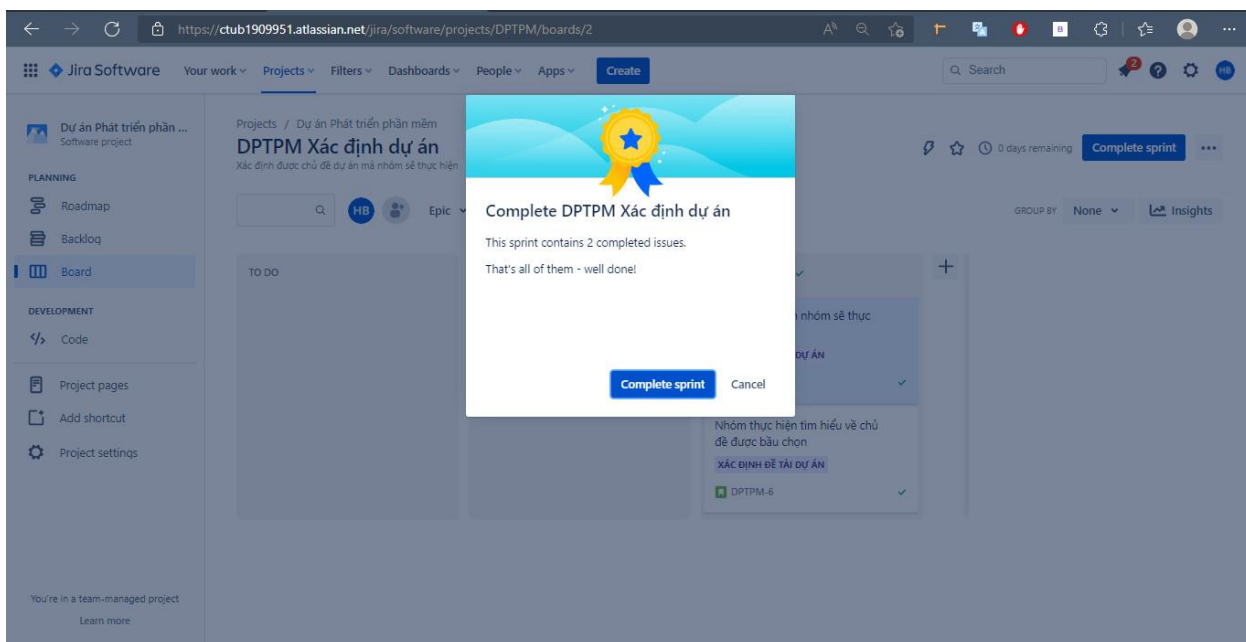 https://ctub1909951.atlassian.net/jira/software/projects/DPTPM/boards/2
Jira Software
Your work
Projects
Filters
Dashboards
People
Apps
Create
Search
2
HB
Dự án Phát triển phần ...
Software project
PLANNING
Roadmap
Backlog
Board
DEVELOPMENT
Code
Project pages
Add shortcut
Project settings
You're in a team-managed project
Learn more
Projects / Dự án Phát triển phần mềm
DPTPM Xác định dự án
Xác định được chủ đề dự án mà nhóm sẽ thực hiện
0 days remaining
Complete sprint
HB
Epic
GROUP BY
None
Insights
TO DO
Complete DPTPM Xác định dự án
This sprint contains 2 completed issues.
That's all of them - well done!
Complete sprint
Cancel
nhóm sẽ thực
DỰ ÁN
Nhóm thực hiện tìm hiểu về chủ
đề được bầu chọn
XÁC ĐỊNH ĐỀ TÀI DỰ ÁN
DPTPM-6